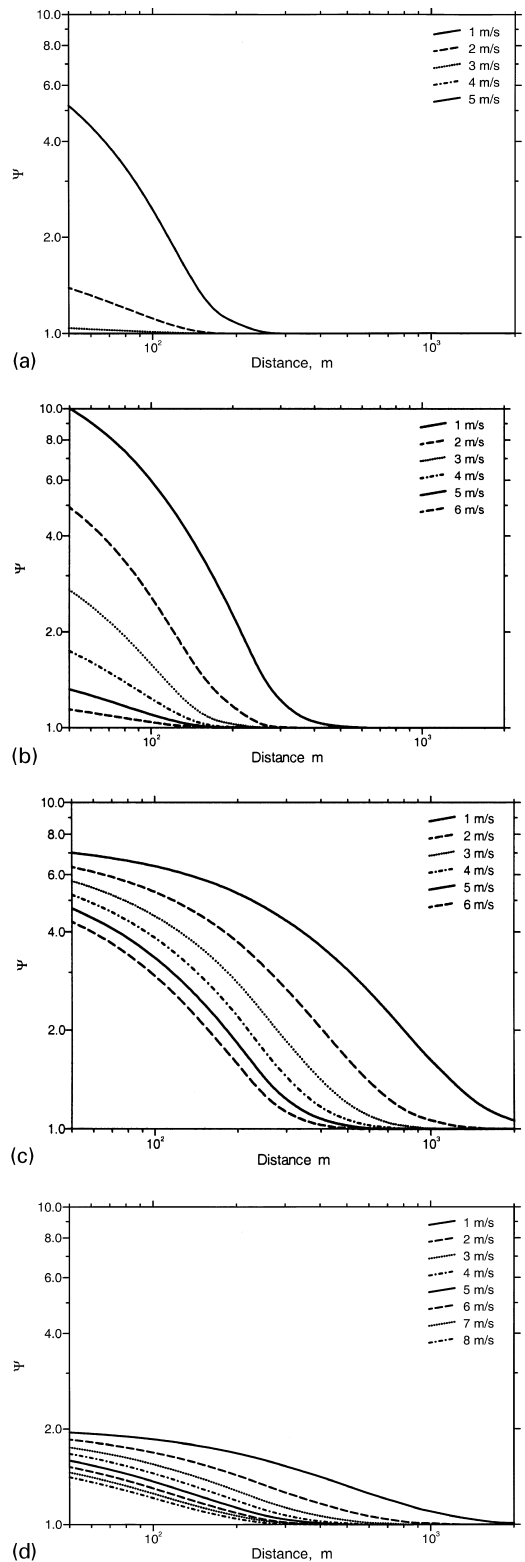 10.0
8.0
6.0
4.0
2.0
1.0
Ψ
1 m/s
2 m/s
3 m/s
4 m/s
5 m/s
10²
10³
Distance, m
(a)
10.0
8.0
6.0
4.0
2.0
1.0
Ψ
1 m/s
2 m/s
3 m/s
4 m/s
5 m/s
6 m/s
10²
10³
Distance m
(b)
10.0
8.0
6.0
4.0
2.0
1.0
Ψ
1 m/s
2 m/s
3 m/s
4 m/s
5 m/s
6 m/s
10²
10³
Distance m
(c)
10.0
8.0
6.0
4.0
2.0
1.0
Ψ
1 m/s
2 m/s
3 m/s
4 m/s
5 m/s
6 m/s
7 m/s
8 m/s
10²
10³
Distance, m
(d)